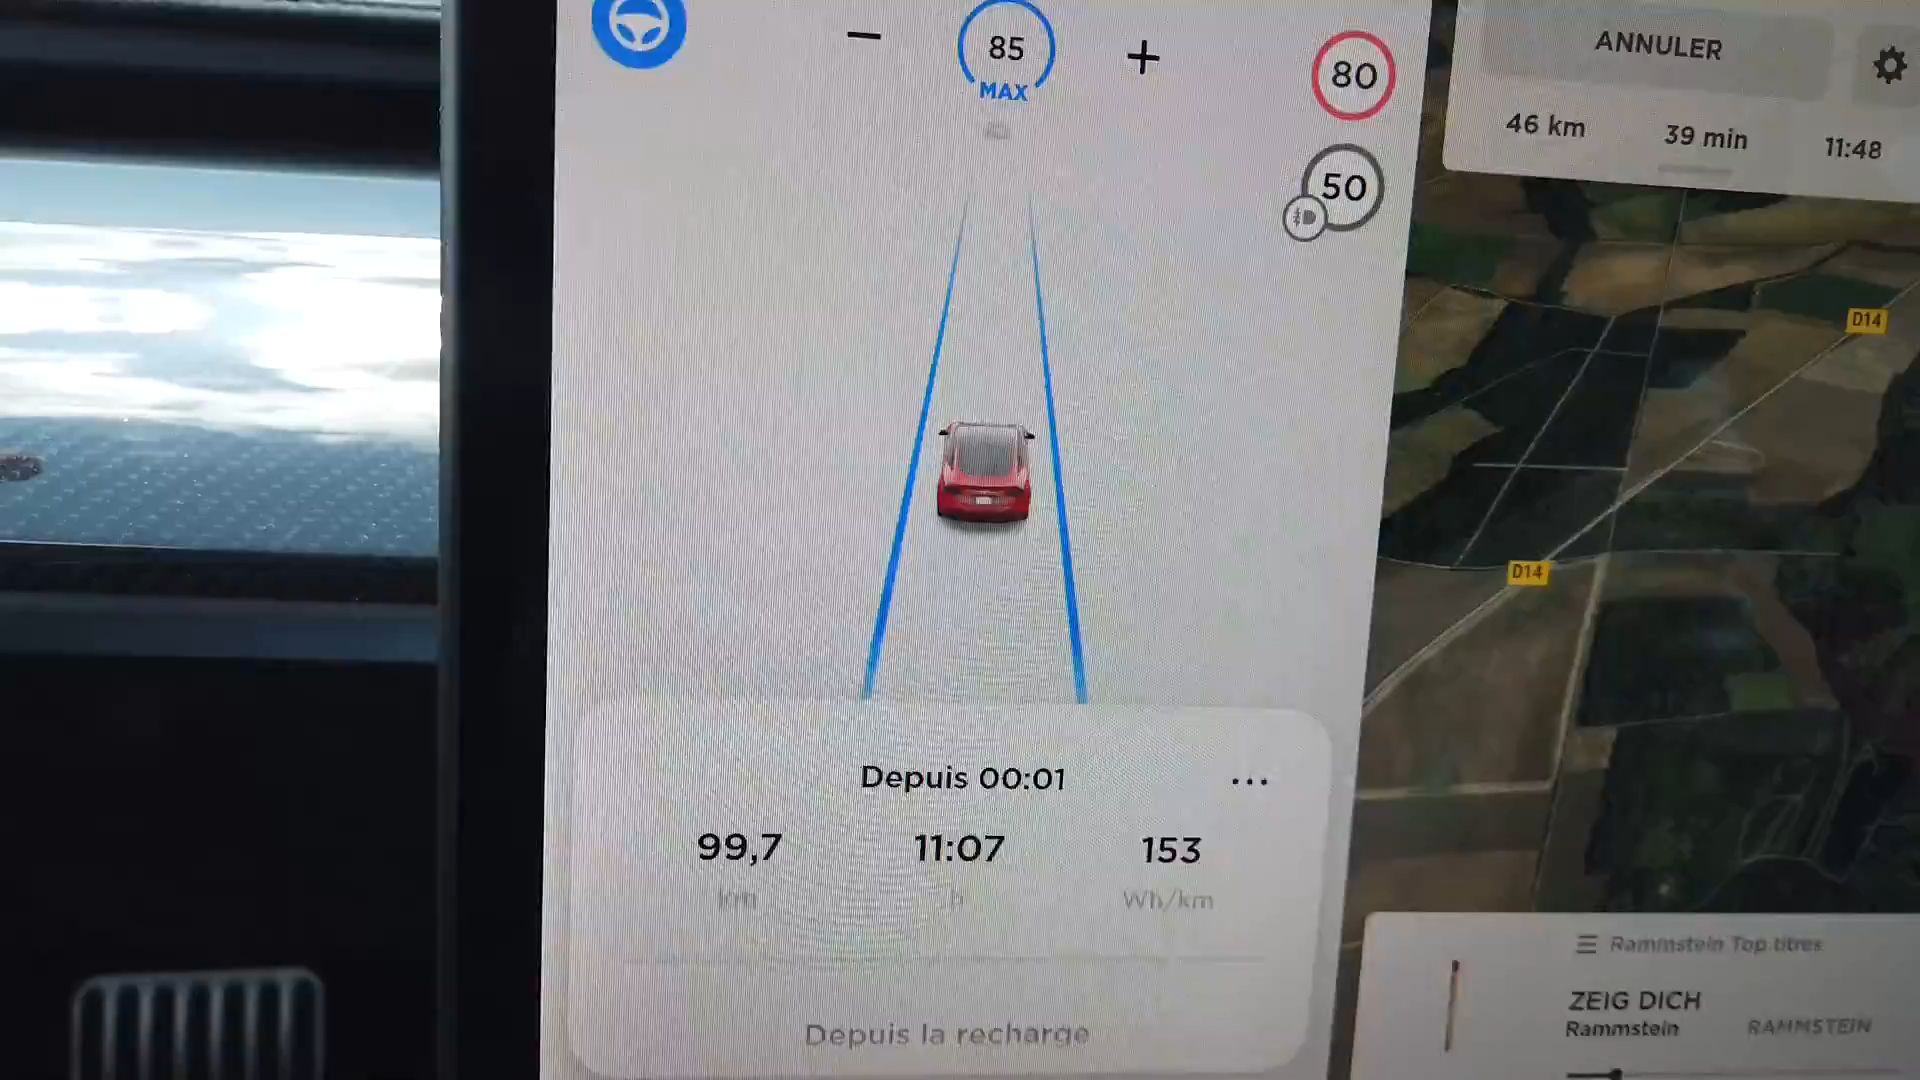 85
MAX
80
50
ANNULER
46 km
39 min
11:48
D14
D14
Depuis 00:01
...
99,7
11:07
153
km
h
Wh/km
Depuis la recharge
Rammstein Top titres
ZEIG DICH
Rammstein
RAMMSTEIN